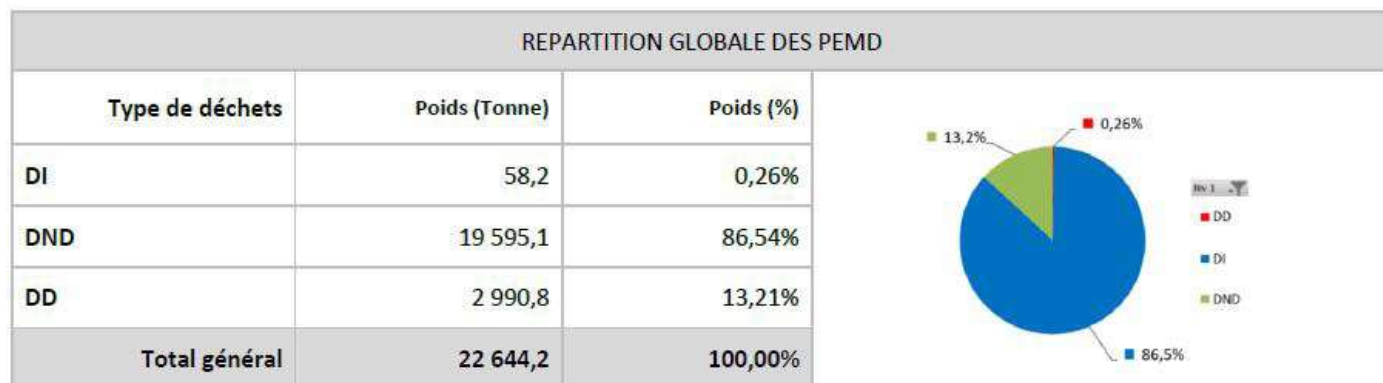 REPARTITION GLOBALE DES PEMD
Type de déchets Poids (Tonne) Poids (%)
DI 58,2 0,26%
DND 19 595,1 86,54%
DD 2 990,8 13,21%
Total général 22 644,2 100,00%
0,26%
13,2%
Niv 1
DD
DI
DND
86,5%